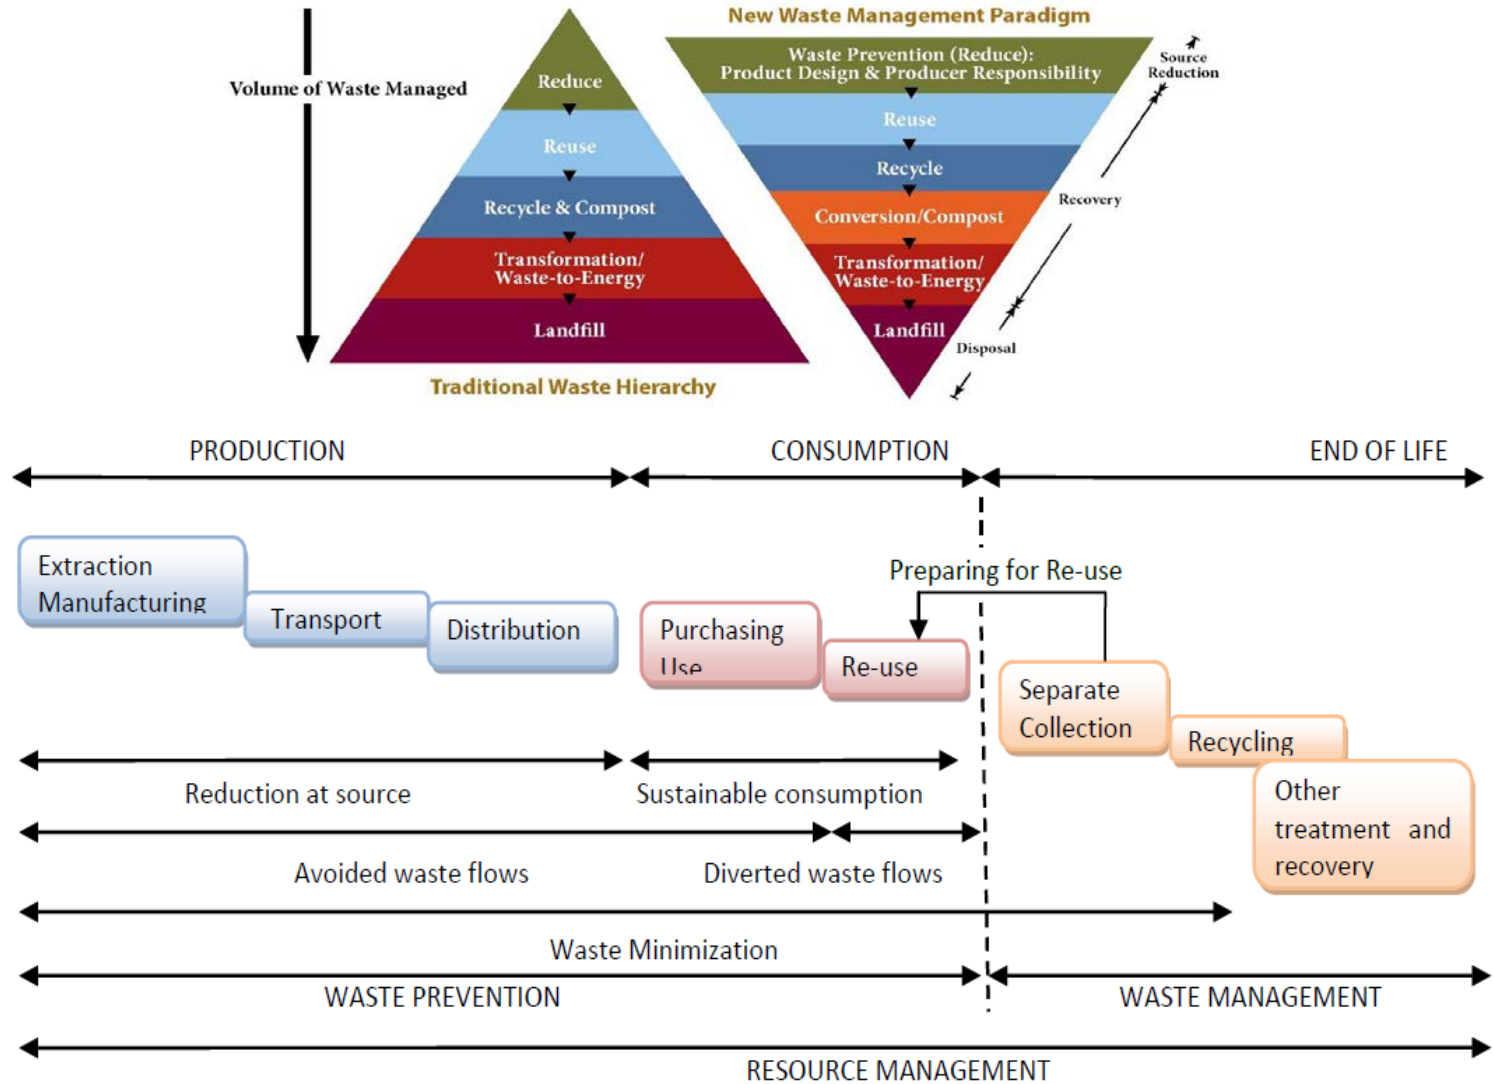 New Waste Management Paradigm
Volume of Waste Managed
Reduce
Reuse
Recycle & Compost
Transformation/
Waste-to-Energy
Landfill
Traditional Waste Hierarchy
Waste Prevention (Reduce):
Product Design & Producer Responsibility
Reuse
Recycle
Conversion/Compost
Transformation/
Waste-to-Energy
Landfill
Source
Reduction
Recovery
Disposal
PRODUCTION
CONSUMPTION
END OF LIFE
Extraction
Manufacturing
Transport
Distribution
Purchasing
Use
Re-use
Preparing for Re-use
Separate
Collection
Recycling
Other
treatment and
recovery
Reduction at source
Sustainable consumption
Avoided waste flows
Diverted waste flows
Waste Minimization
WASTE PREVENTION
WASTE MANAGEMENT
RESOURCE MANAGEMENT